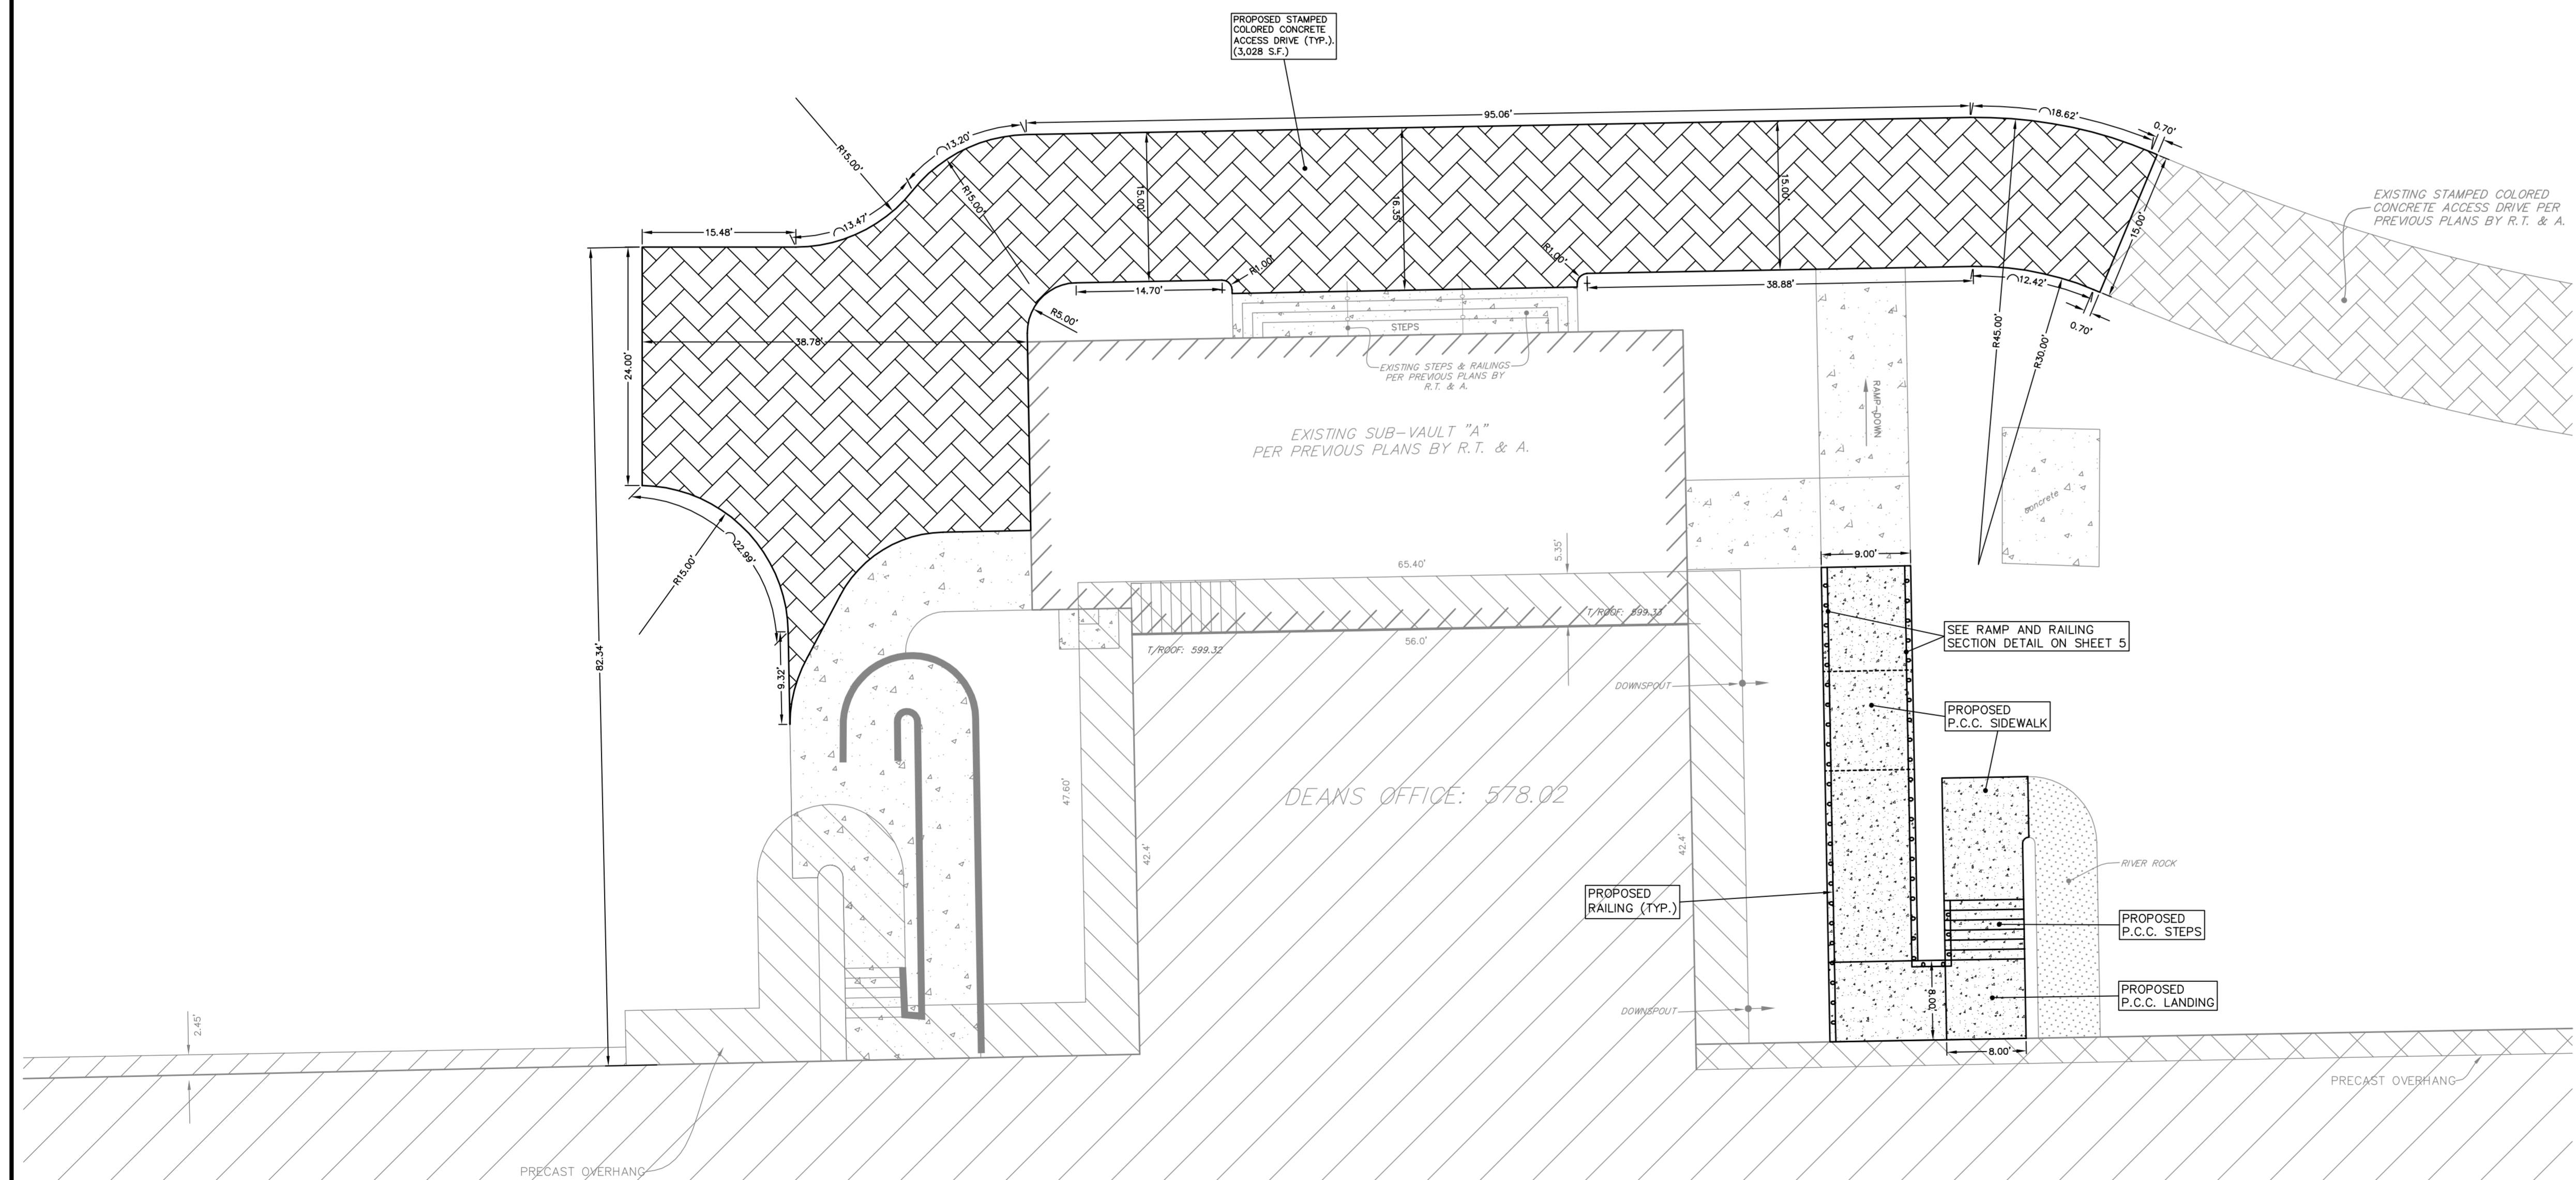 PROPOSED STAMPED
COLORED CONCRETE
ACCESS DRIVE (TYP.).
(3,028 S.F.)
95.06'
18.62'
0.70'
13.20'
R15.00'
R15.00'
13.47'
15.48'
15.00'
16.35'
15.00'
15.00'
EXISTING STAMPED COLORED
CONCRETE ACCESS DRIVE PER
PREVIOUS PLANS BY R.T. & A.
R1.00'
R1.00'
14.70'
38.88'
12.42'
0.70'
R5.00'
STEPS
R45.00'
R30.00'
38.78'
24.00'
EXISTING STEPS & RAILINGS
PER PREVIOUS PLANS BY
R.T. & A.
RAMP-DOWN
EXISTING SUB-VAULT "A"
PER PREVIOUS PLANS BY R.T. & A.
concrete
22.99'
R15.00'
65.40'
5.35'
9.00'
T/ROOF: 599.33
T/ROOF: 599.32
56.0'
SEE RAMP AND RAILING
SECTION DETAIL ON SHEET 5
82.34'
9.32'
DOWNSPOUT
PROPOSED
P.C.C. SIDEWALK
47.60'
DEANS OFFICE: 578.02
42.4'
42.4'
RIVER ROCK
PROPOSED
RAILING (TYP.)
PROPOSED
P.C.C. STEPS
PROPOSED
P.C.C. LANDING
8.00'
DOWNSPOUT
2.45'
8.00'
PRECAST OVERHANG
PRECAST OVERHANG